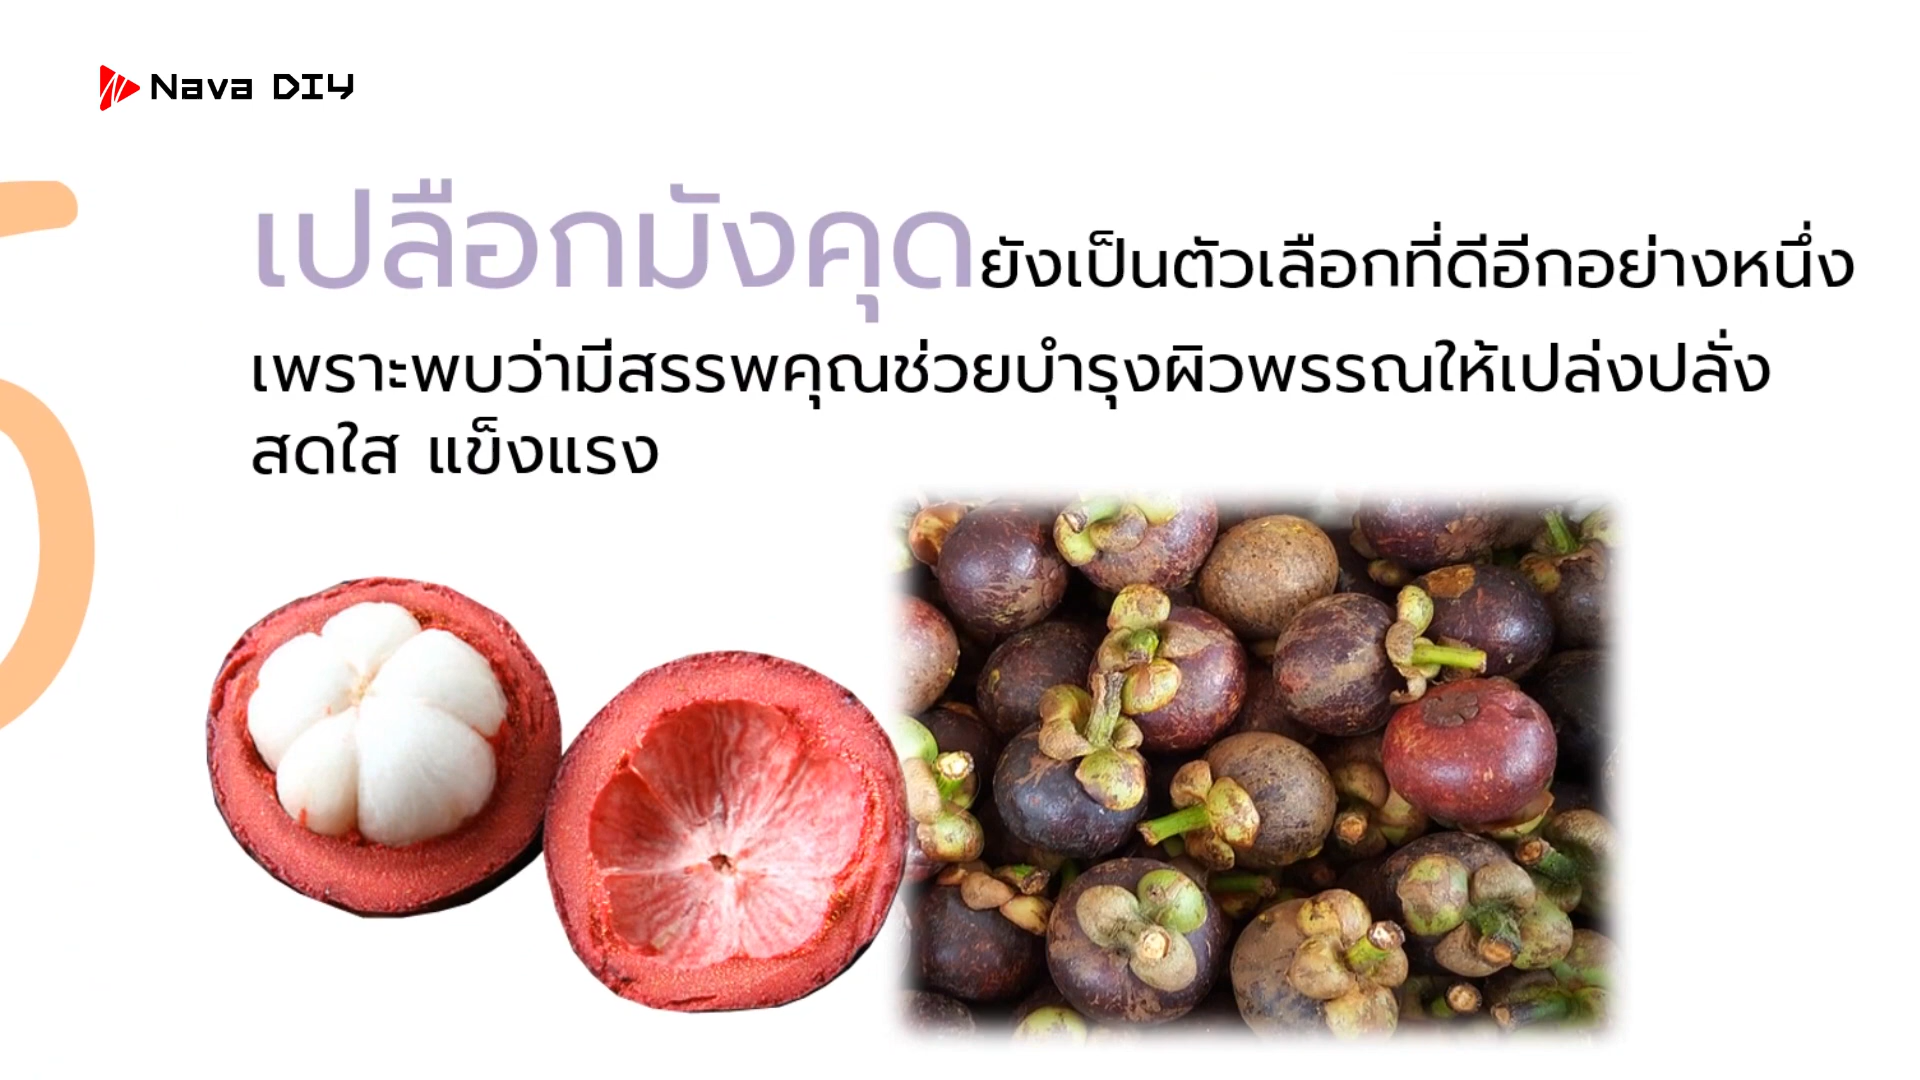 Nava DIY
เปลือกมังคุดยังเป็นตัวเลือกที่ดีอีกอย่างหนึ่ง
เพราะพบว่ามีสรรพคุณช่วยบำรุงผิวพรรณให้เปล่งปลั่ง
สดใส แข็งแรง